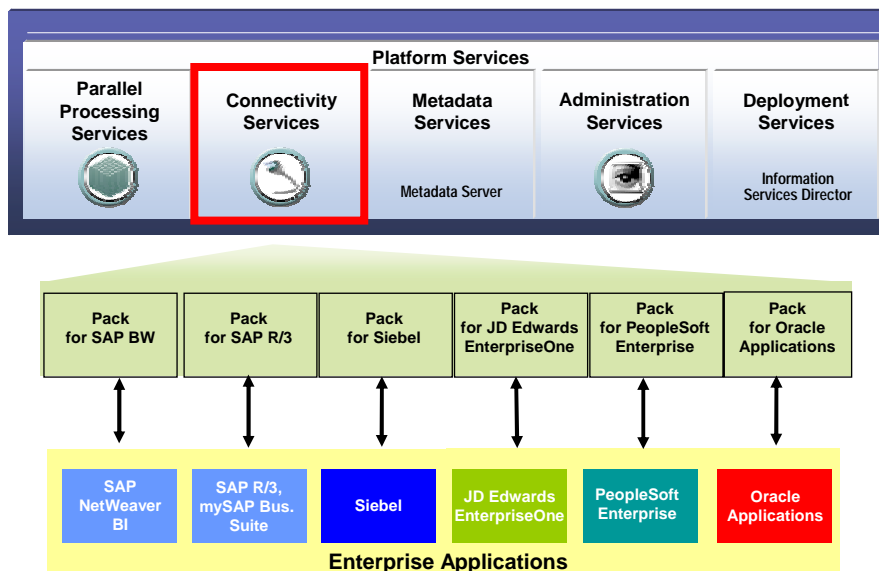 Platform Services
Parallel
Processing
Services
Connectivity
Services
Metadata
Services
Metadata Server
Administration
Services
Deployment
Services
Information
Services Director
Pack
for SAP BW
Pack
for SAP R/3
Pack
for Siebel
Pack
for JD Edwards
EnterpriseOne
Pack
for PeopleSoft
Enterprise
Pack
for Oracle
Applications
SAP
NetWeaver
BI
SAP R/3,
mySAP Bus.
Suite
Siebel
JD Edwards
EnterpriseOne
PeopleSoft
Enterprise
Oracle
Applications
Enterprise Applications